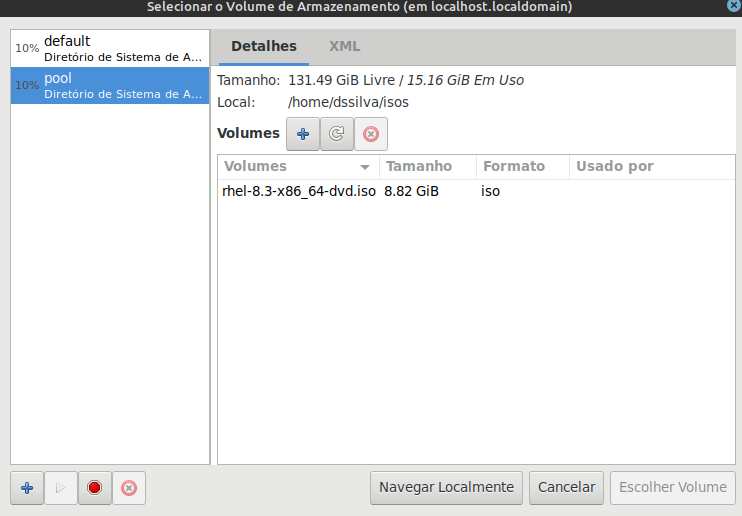 Selecionar o Volume de Armazenamento (em localhost.localdomain)
10% default
Diretório de Sistema de A...
10% pool
Diretório de Sistema de A...
Detalhes XML
Tamanho: 131.49 GiB Livre / 15.16 GiB Em Uso
Local: /home/dssilva/isos
Volumes
Volumes Tamanho Formato Usado por
rhel-8.3-x86_64-dvd.iso 8.82 GiB iso
Navegar Localmente Cancelar Escolher Volume